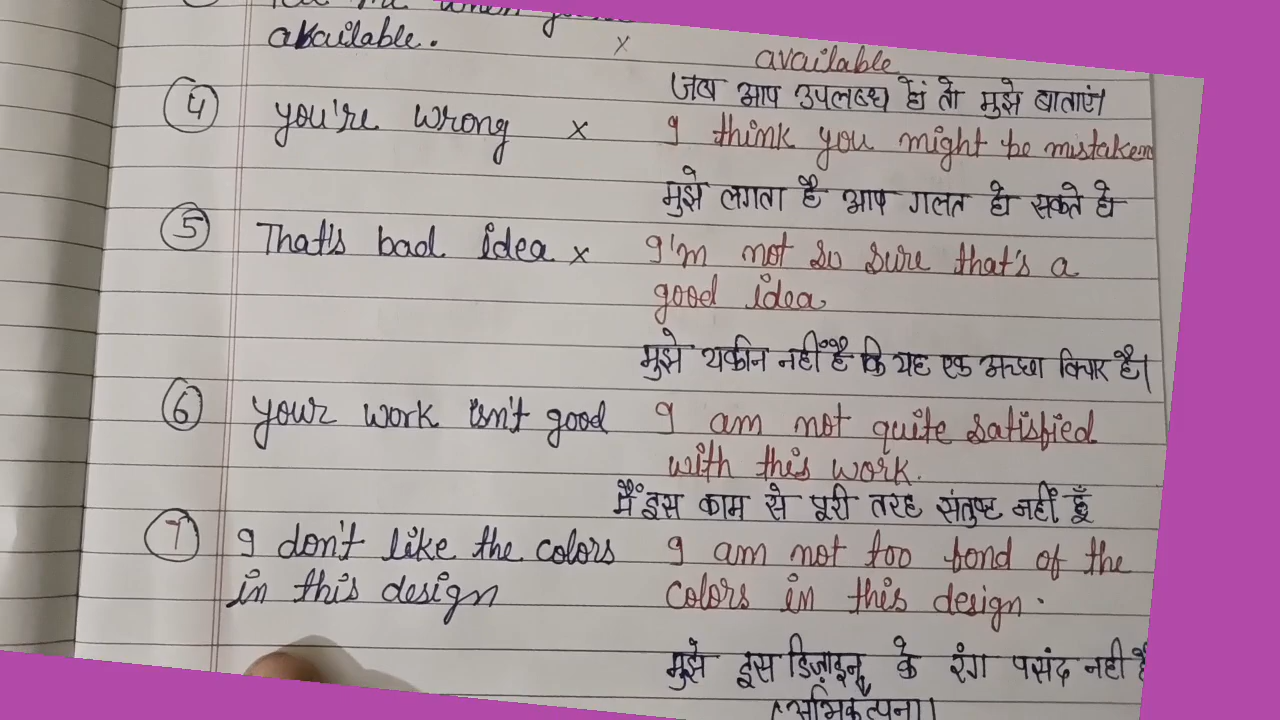 available. x available
जब आप उपलब्ध हों तो मुझे बाताएं
④ you're wrong x I think you might be mistaken
मुझे लगता है आप गलत हो सकते हो
⑤ That's bad idea x I'm not so sure that's a
good idea
मुझे यकीन नहीं है कि यह एक अच्छा विचार है।
⑥ your work isn't good I am not quite satisfied
with this work.
मैं इस काम से पूरी तरह संतुष्ट नहीं हूँ
⑦ I don't like the colors I am not too fond of the
in this design colors in this design.
मुझे इस डिज़ाइन के रंग पसंद नही है
(अभिकल्पना)